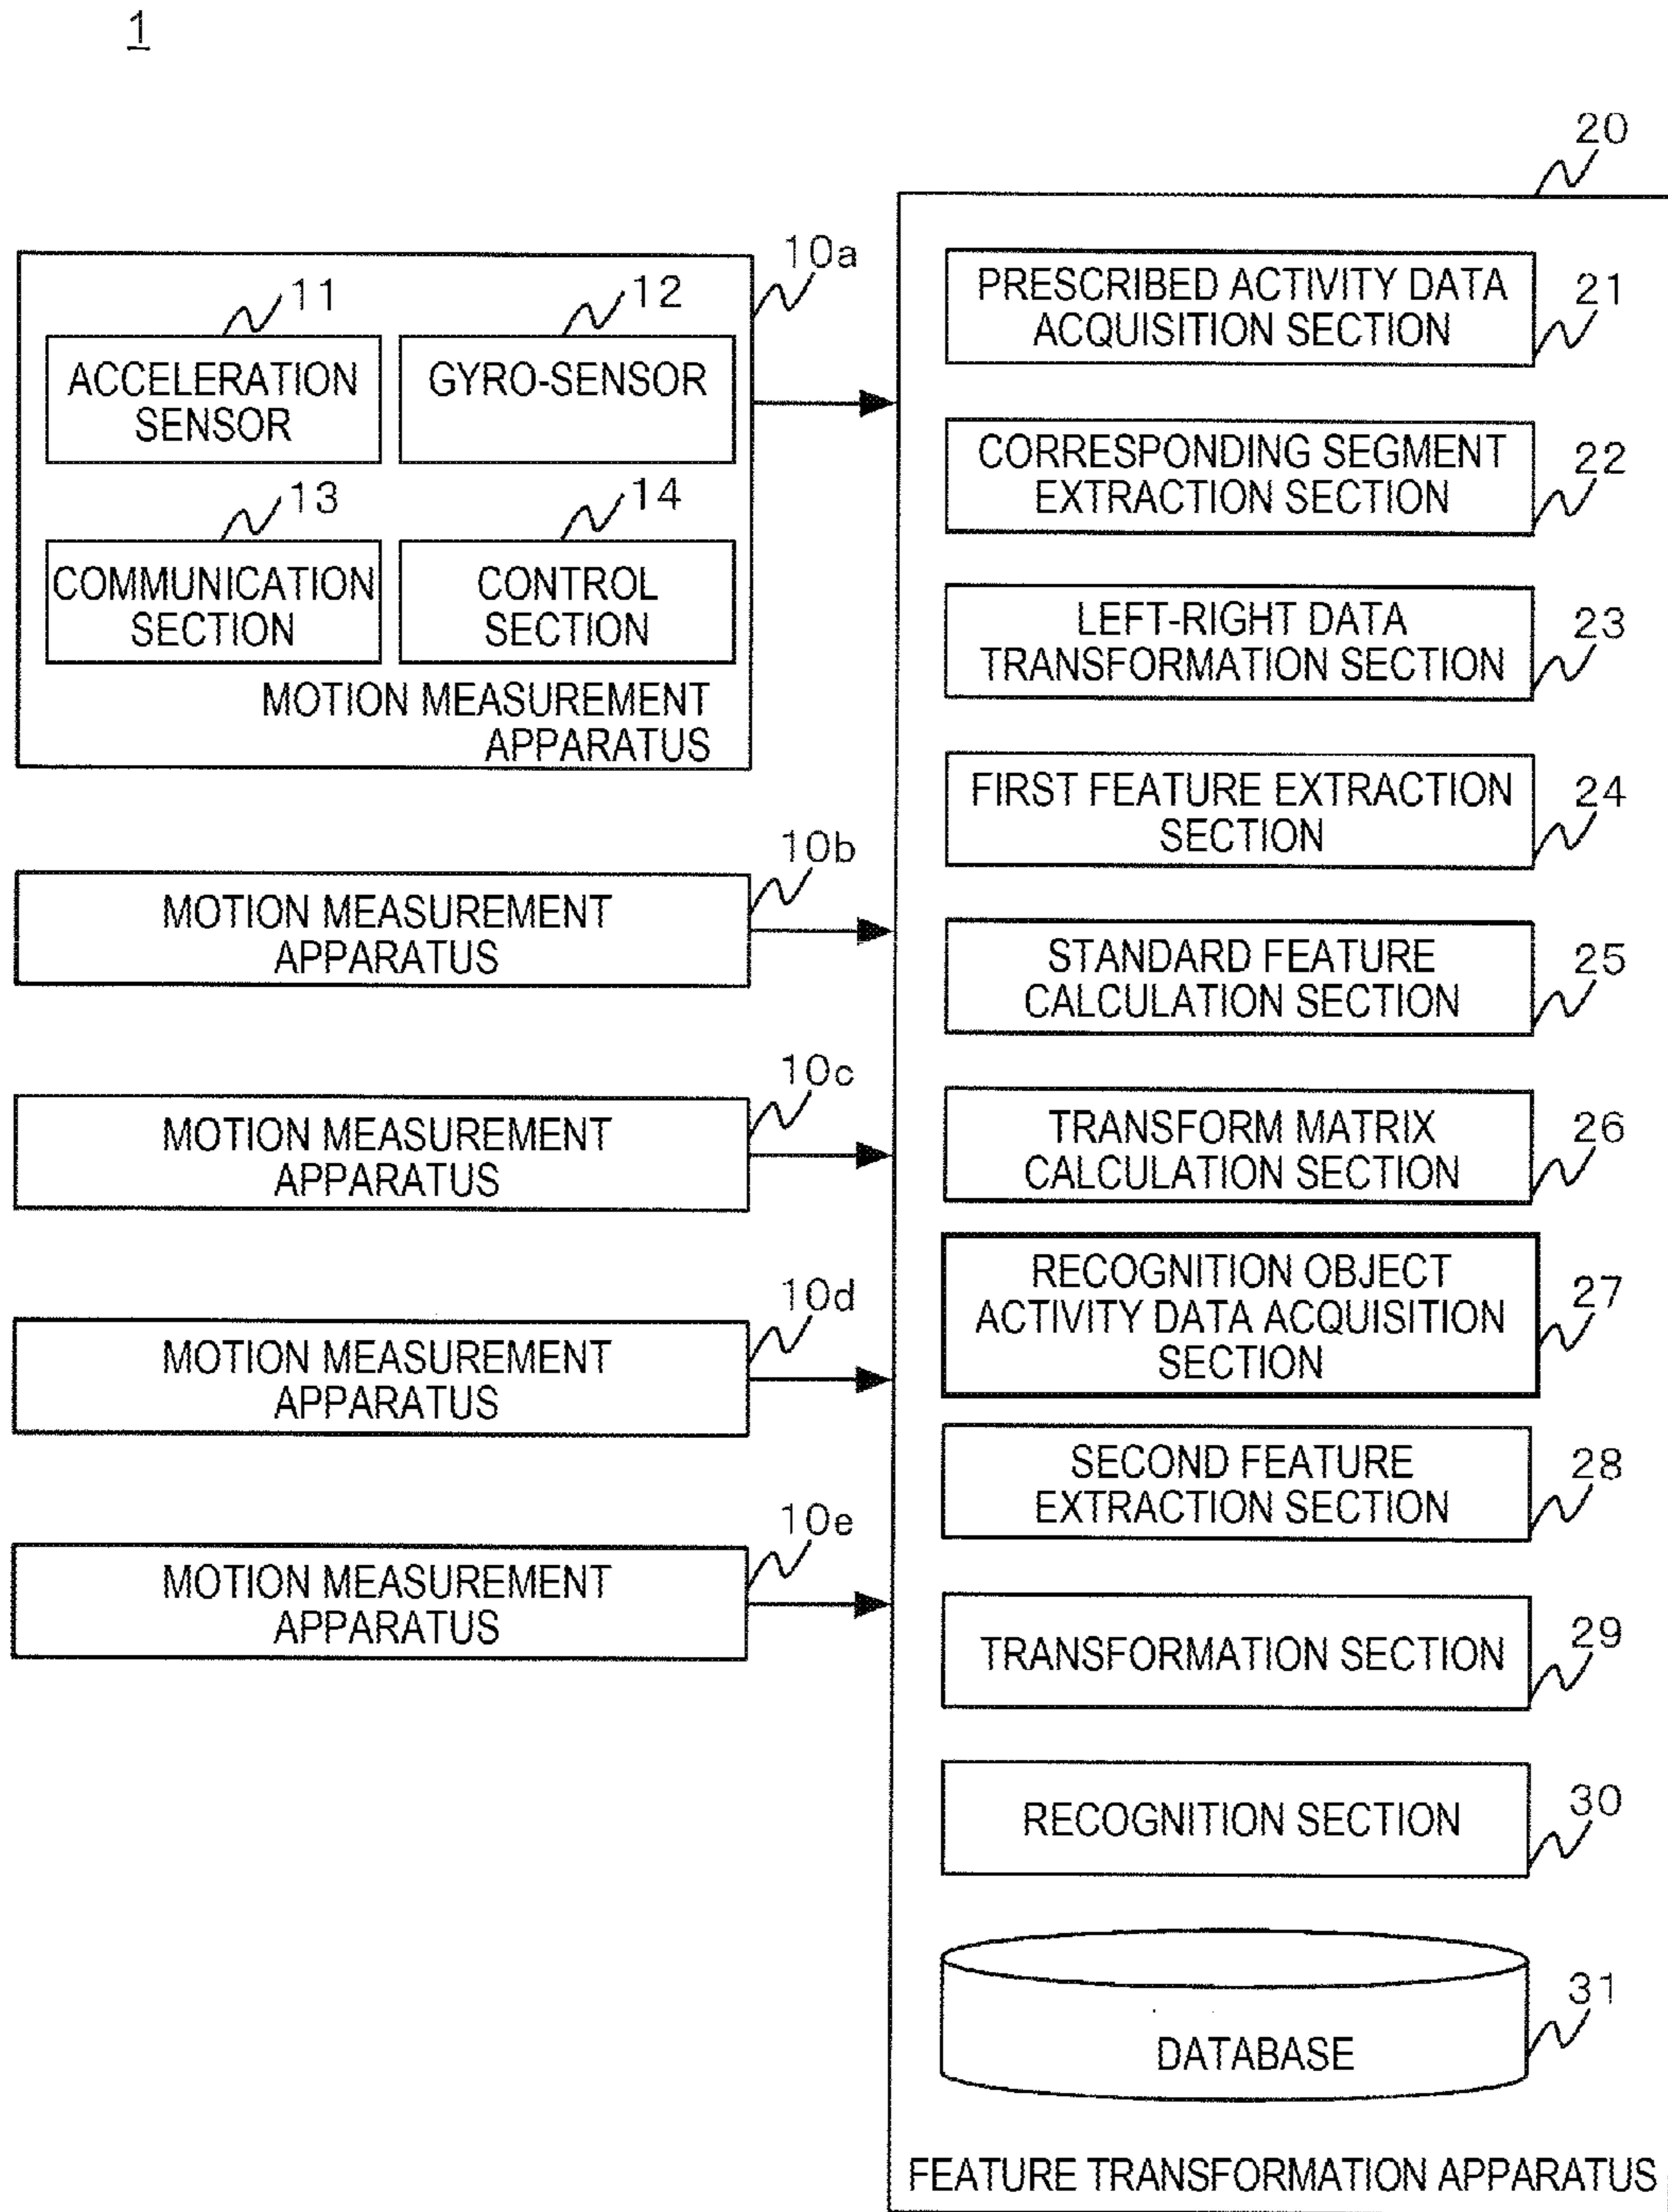 1
20
10a
11
12
ACCELERATION
SENSOR
GYRO-SENSOR
13
14
COMMUNICATION
SECTION
CONTROL
SECTION
MOTION MEASUREMENT
APPARATUS
10b
MOTION MEASUREMENT
APPARATUS
10c
MOTION MEASUREMENT
APPARATUS
10d
MOTION MEASUREMENT
APPARATUS
10e
MOTION MEASUREMENT
APPARATUS
PRESCRIBED ACTIVITY DATA
ACQUISITION SECTION
21
CORRESPONDING SEGMENT
EXTRACTION SECTION
22
LEFT-RIGHT DATA
TRANSFORMATION SECTION
23
FIRST FEATURE EXTRACTION
SECTION
24
STANDARD FEATURE
CALCULATION SECTION
25
TRANSFORM MATRIX
CALCULATION SECTION
26
RECOGNITION OBJECT
ACTIVITY DATA ACQUISITION
SECTION
27
SECOND FEATURE
EXTRACTION SECTION
28
TRANSFORMATION SECTION
29
RECOGNITION SECTION
30
DATABASE
31
FEATURE TRANSFORMATION APPARATUS